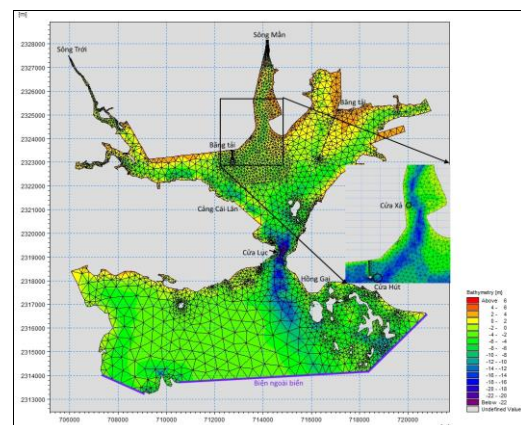 [m]
2328000
2327000
2326000
2325000
2324000
2323000
2322000
2321000
2320000
2319000
2318000
2317000
2316000
2315000
2314000
2313000
Sông Trới
Sông Mằn
Băng tải
Băng tải
Cảng Cái Lân
Cửa Lục
Hồng Gai
Cửa Xả
Cửa Hút
Biên ngoài biển
706000
708000
710000
712000
714000
716000
718000
720000
Bathymetry [m]
Above 6
4 - 6
2 - 4
0 - 2
-2 - 0
-4 - -2
-6 - -4
-8 - -6
-10 - -8
-12 - -10
-14 - -12
-16 - -14
-18 - -16
-20 - -18
-22 - -20
Below -22
Undefined Value